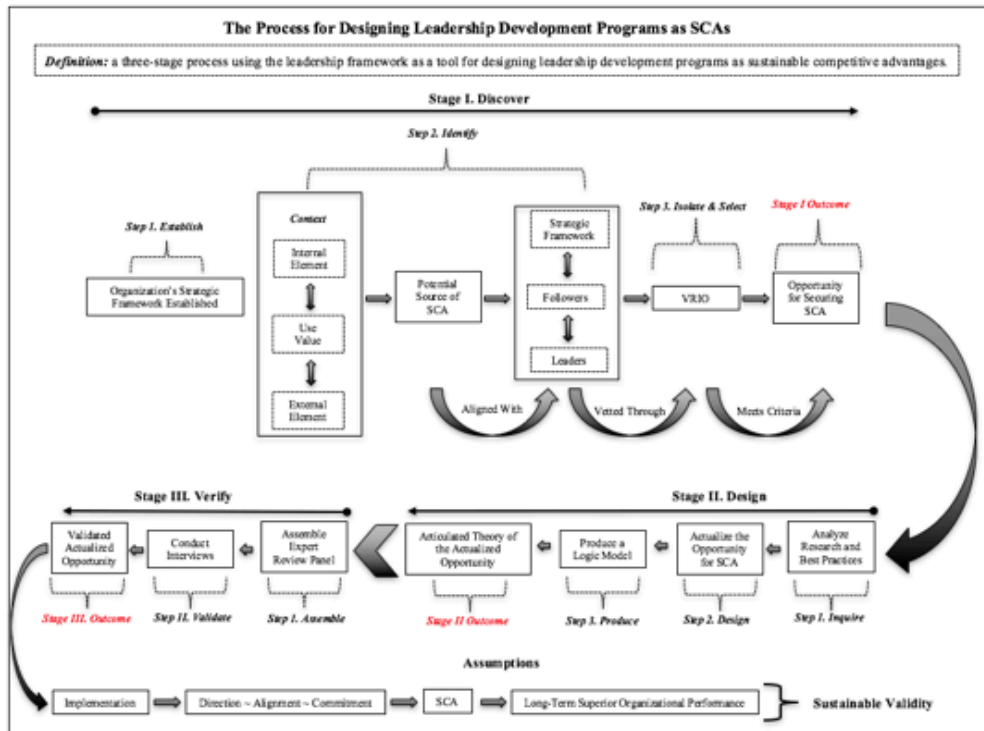 The Process for Designing Leadership Development Programs as SCAs
Definition: a three-stage process using the leadership framework as a tool for designing leadership development programs as sustainable competitive advantages.
Stage I. Discover
Step 2. Identify
Step 1. Establish
Organization's Strategic
Framework Established
Context
Internal
Element
Use
Value
External
Element
Potential
Source of
SCA
Strategic
Framework
Followers
Leaders
Step 3. Isolate & Select
VRIO
Stage I Outcome
Opportunity
for Securing
SCA
Aligned With
Vetted Through
Meets Criteria
Stage III. Verify
Validated
Actualized
Opportunity
Conduct
Interviews
Assemble
Expert
Review Panel
Stage III. Outcome
Step II. Validate
Step 1. Assemble
Stage II. Design
Articulated Theory of
the Actualized
Opportunity
Produce a
Logic Model
Actualize the
Opportunity
for SCA
Analyze
Research and
Best Practices
Stage II Outcome
Step 3. Produce
Step 2. Design
Step 1. Inquire
Assumptions
Implementation
Direction ~ Alignment ~ Commitment
SCA
Long-Term Superior Organizational Performance
Sustainable Validity